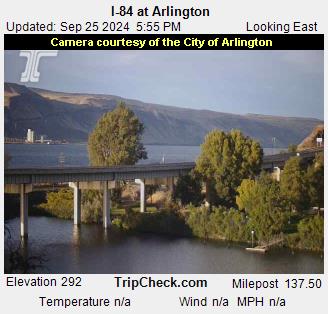 I-84 at Arlington
Updated: Sep 25 2024 5:55 PM Looking East
Camera courtesy of the City of Arlington
Elevation 292 TripCheck.com Milepost 137.50
Temperature n/a Wind n/a MPH n/a